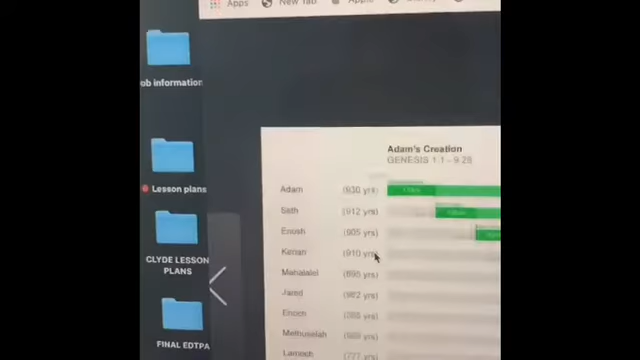 Apps New Tab Apple
ob information
Lesson plans
CLYDE LESSON
PLANS
FINAL EDTPA
Adam's Creation
GENESIS 1:1 - 9:28
Adam (930 yrs)
Seth (912 yrs)
Enosh (905 yrs)
Kenan (910 yrs)
Mahalalel (895 yrs)
Jared (962 yrs)
Enoch
Methuselah (969 yrs)
Lamech (777 yrs)